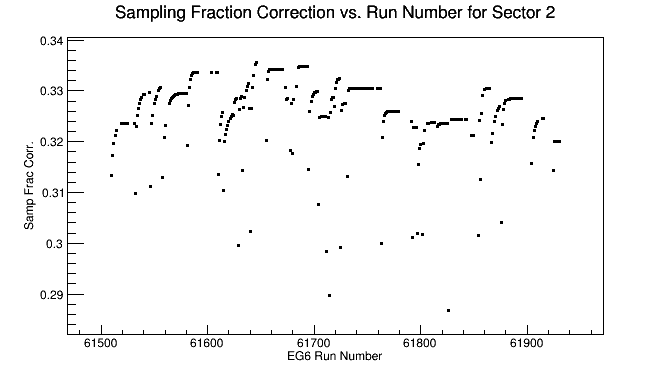 Sampling Fraction Correction vs. Run Number for Sector 2
0.34
0.33
0.32
0.31
0.3
0.29
Samp Frac Corr.
61500 61600 61700 61800 61900
EG6 Run Number